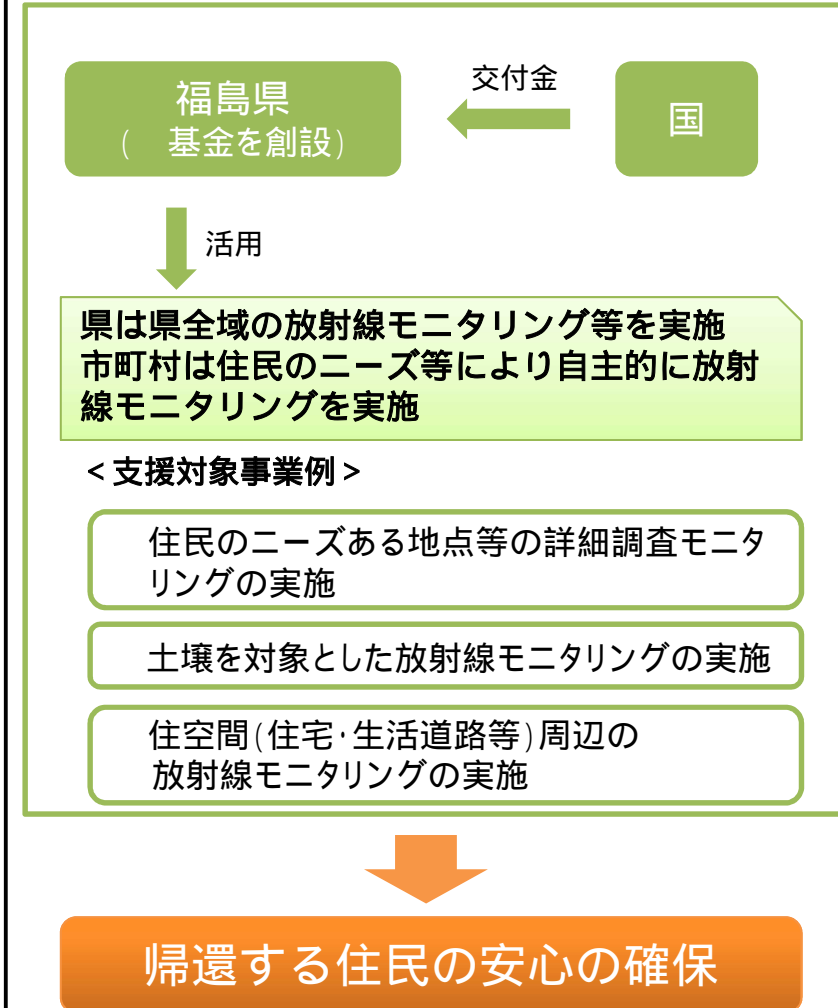 福島県
( 基金を創設)
交付金
国
活用
県は県全域の放射線モニタリング等を実施
市町村は住民のニーズ等により自主的に放射
線モニタリングを実施
<支援対象事業例>
住民のニーズある地点等の詳細調査モニタ
リングの実施
土壌を対象とした放射線モニタリングの実施
住空間(住宅・生活道路等)周辺の
放射線モニタリングの実施
帰還する住民の安心の確保